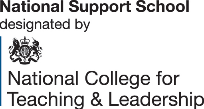 National Support School
designated by
National College for
Teaching & Leadership